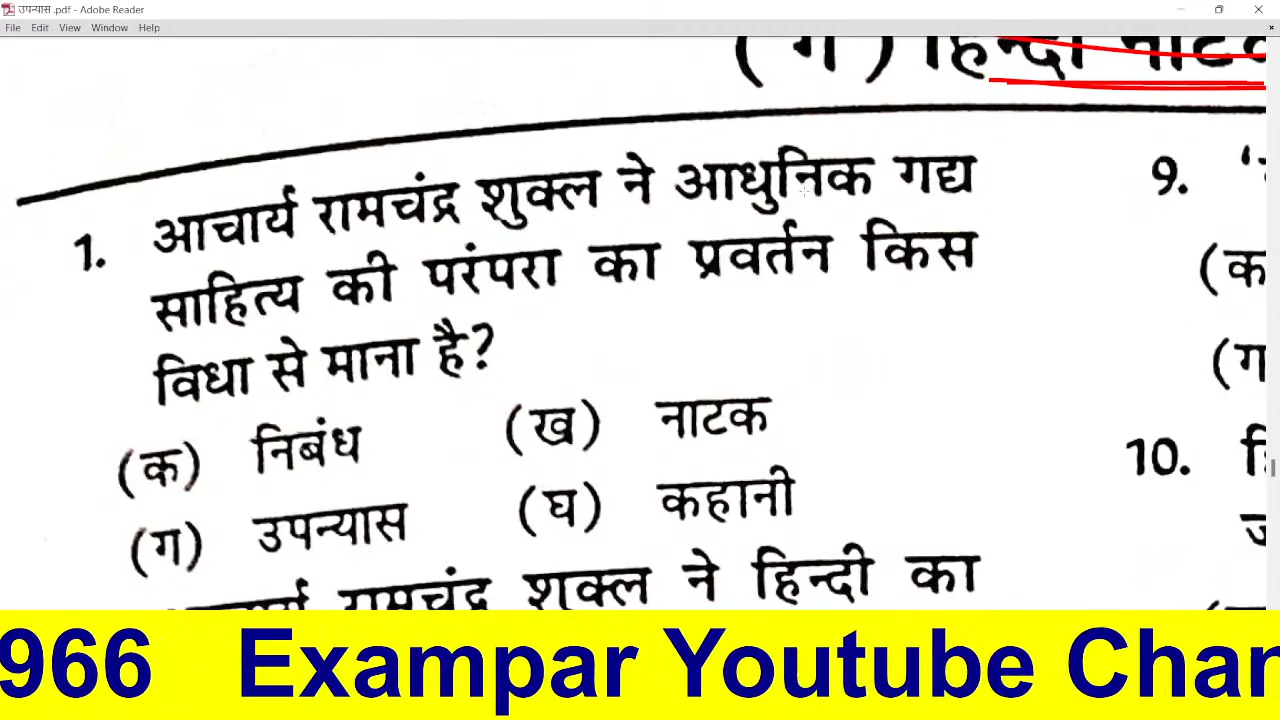 उपन्यास .pdf - Adobe Reader
File Edit View Window Help
(ग) हिन्दी
1. आचार्य रामचंद्र शुक्ल ने आधुनिक गद्य
साहित्य की परंपरा का प्रवर्तन किस
विधा से माना है?
(क) निबंध (ख) नाटक
(ग) उपन्यास (घ) कहानी
रामचंद्र शुक्ल ने हिन्दी का
9.
(क
(ग
10.
966 Exampar Youtube Chan